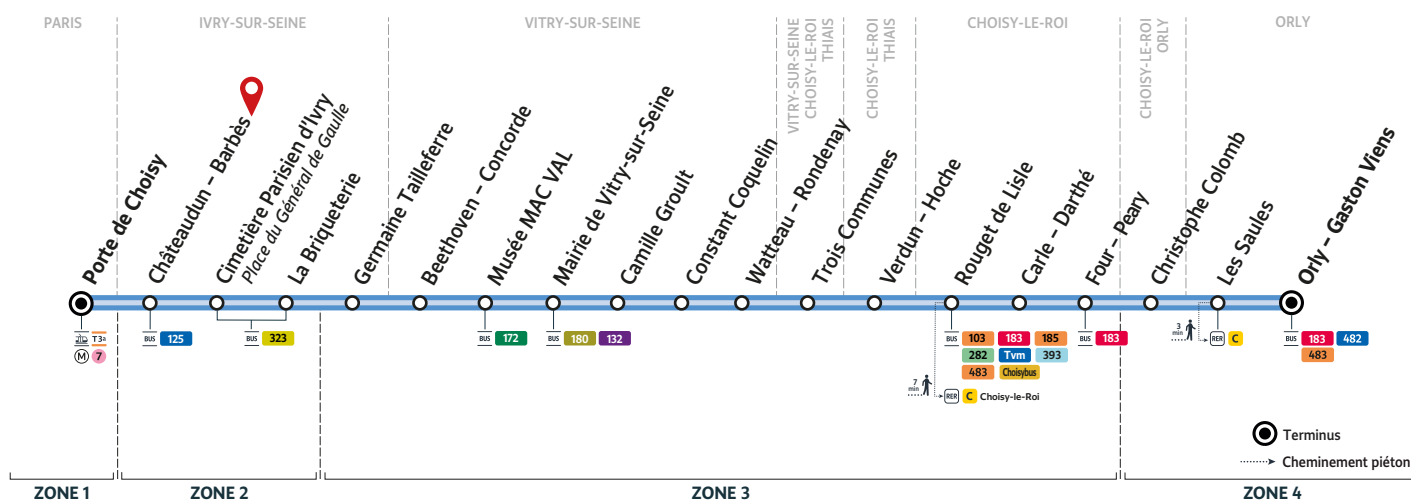 PARIS
IVRY-SUR-SEINE
VITRY-SUR-SEINE
VITRY-SUR-SEINE
CHOISY-LE-ROI
THIAIS
CHOISY-LE-ROI
THIAIS
CHOISY-LE-ROI
CHOISY-LE-ROI
ORLY
ORLY
Porte de Choisy
Châteaudun – Barbès
Cimetière Parisien d'Ivry
Place du Général de Gaulle
La Briqueterie
Germaine Tailleferre
Beethoven – Concorde
Musée MAC VAL
Mairie de Vitry-sur-Seine
Camille Groult
Constant Coquelin
Watteau – Rondenay
Trois Communes
Verdun – Hoche
Rouget de Lisle
Carle – Darthé
Four – Peary
Christophe Colomb
Les Saules
Orly – Gaston Viens
T3a
M 7
BUS 125
BUS 323
BUS 172
BUS 180 132
BUS 103 183 185
282 Tvm 393
483 Choisybus
7 min
RER C Choisy-le-Roi
BUS 183
3 min
RER C
BUS 183 482
483
Terminus
Cheminement piéton
ZONE 1
ZONE 2
ZONE 3
ZONE 4